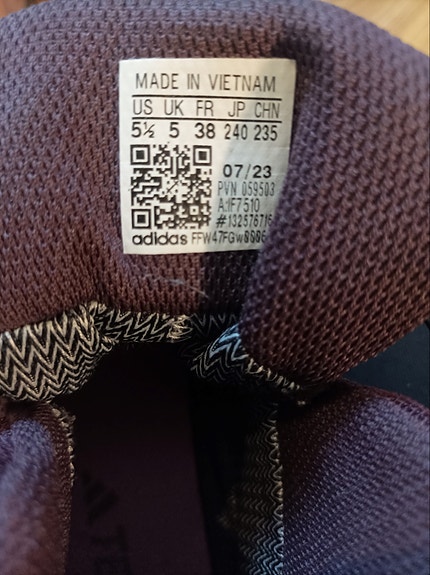 MADE IN VIETNAM
US UK FR JP CHN
5½ 5 38 240 235
07/23
PVN 059503
A:IF7510
adidas